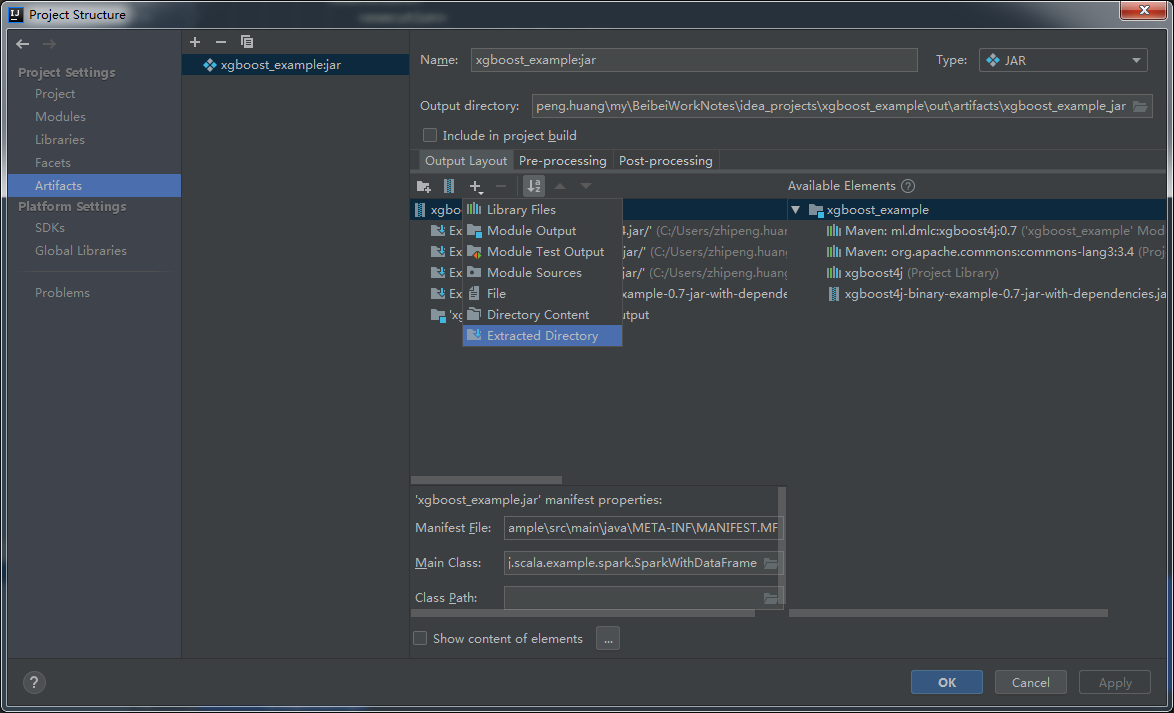 Project Structure
Project Settings
Project
Modules
Libraries
Facets
Artifacts
Platform Settings
SDKs
Global Libraries
Problems
xgboost_example:jar
Name: xgboost_example:jar Type: JAR
Output directory: peng.huang\my\BeibeiWorkNotes\idea_projects\xgboost_example\out\artifacts\xgboost_example_jar
Include in project build
Output Layout Pre-processing Post-processing
Available Elements ?
xgbo
Ex 4.jar/' (C:/Users/zhipeng.huan
Ex jar/' (C:/Users/zhipeng.huang
Ex jar/' (C:/Users/zhipeng.huang
Ex xample-0.7-jar-with-depende
'xg utput
Library Files
Module Output
Module Test Output
Module Sources
File
Directory Content
Extracted Directory
xgboost_example
Maven: ml.dmlc:xgboost4j:0.7 ('xgboost_example' Mod
Maven: org.apache.commons:commons-lang3:3.4 (Proj
xgboost4j (Project Library)
xgboost4j-binary-example-0.7-jar-with-dependencies.ja
'xgboost_example.jar' manifest properties:
Manifest File: ample\src\main\java\META-INF\MANIFEST.MF
Main Class: j.scala.example.spark.SparkWithDataFrame
Class Path:
Show content of elements ...
? OK Cancel Apply